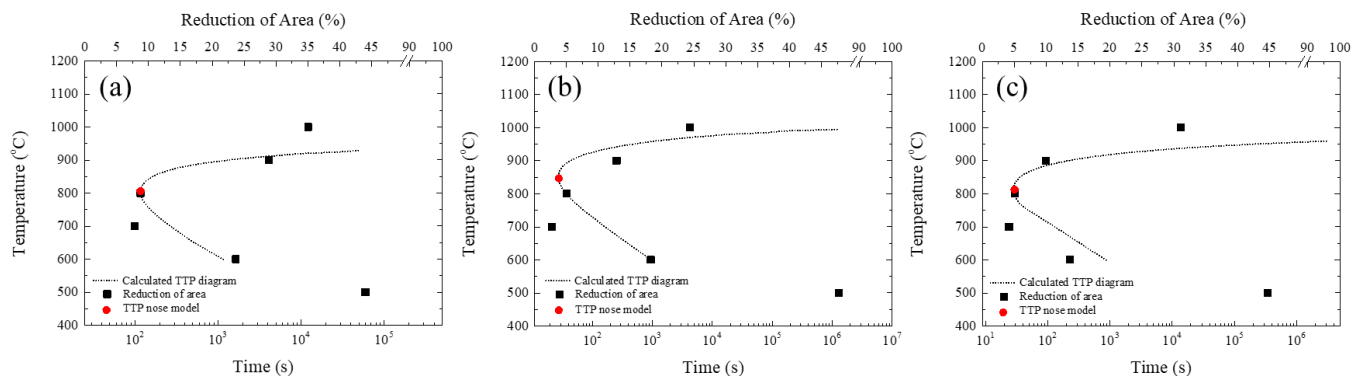 Reduction of Area (%)
0 5 10 15 20 25 30 35 40 45 90 100
1200
1100
1000
900
800
700
600
500
400
Temperature (°C)
(a)
Calculated TTP diagram
Reduction of area
TTP nose model
10² 10³ 10⁴ 10⁵
Time (s)
Reduction of Area (%)
0 5 10 15 20 25 30 35 40 45 90 100
1200
1100
1000
900
800
700
600
500
400
Temperature (°C)
(b)
Calculated TTP diagram
Reduction of area
TTP nose model
10² 10³ 10⁴ 10⁵ 10⁶ 10⁷
Time (s)
Reduction of Area (%)
0 5 10 15 20 25 30 35 40 45 90 100
1200
1100
1000
900
800
700
600
500
400
Temperature (°C)
(c)
Calculated TTP diagram
Reduction of area
TTP nose model
10¹ 10² 10³ 10⁴ 10⁵ 10⁶
Time (s)